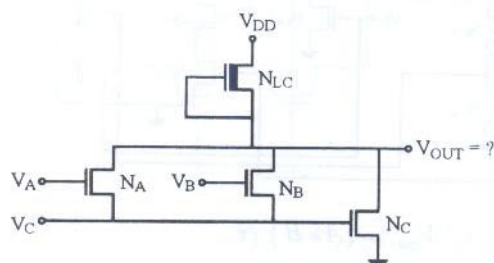 V_DD
N_LC
V_OUT = ?
V_A
N_A
V_B
N_B
V_C
N_C